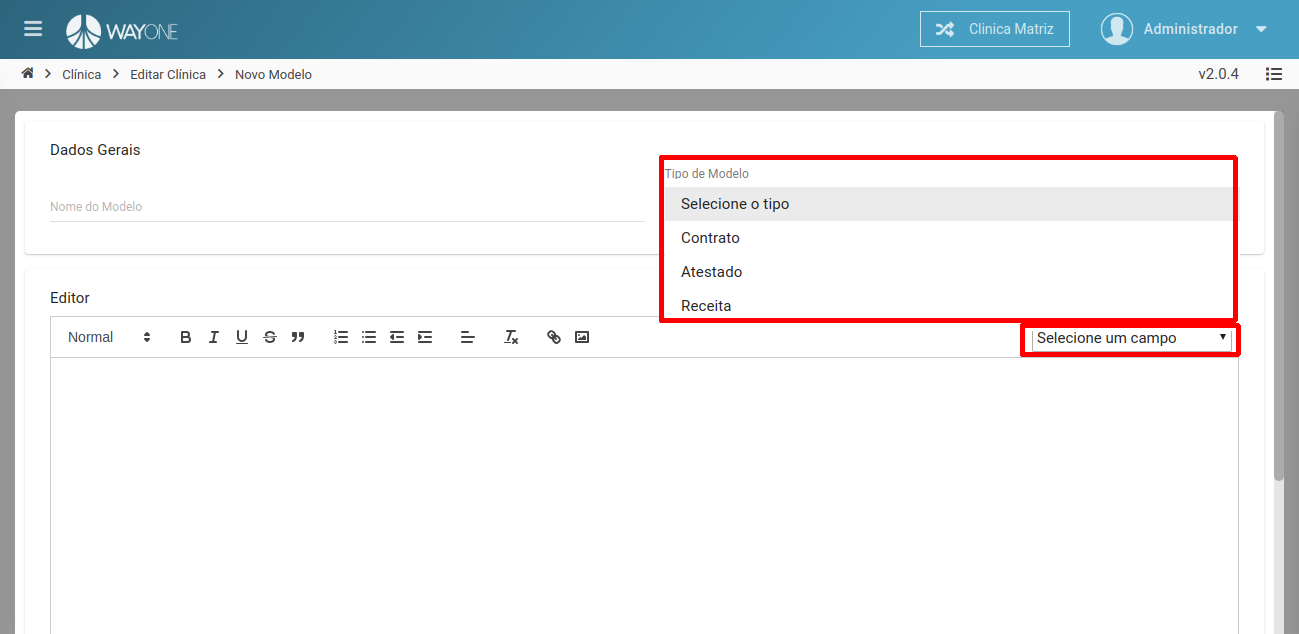 WAYONE
Clinica Matriz
Administrador
Clínica
Editar Clínica
Novo Modelo
v2.0.4
Dados Gerais
Tipo de Modelo
Nome do Modelo
Selecione o tipo
Contrato
Atestado
Receita
Editor
Normal
Selecione um campo